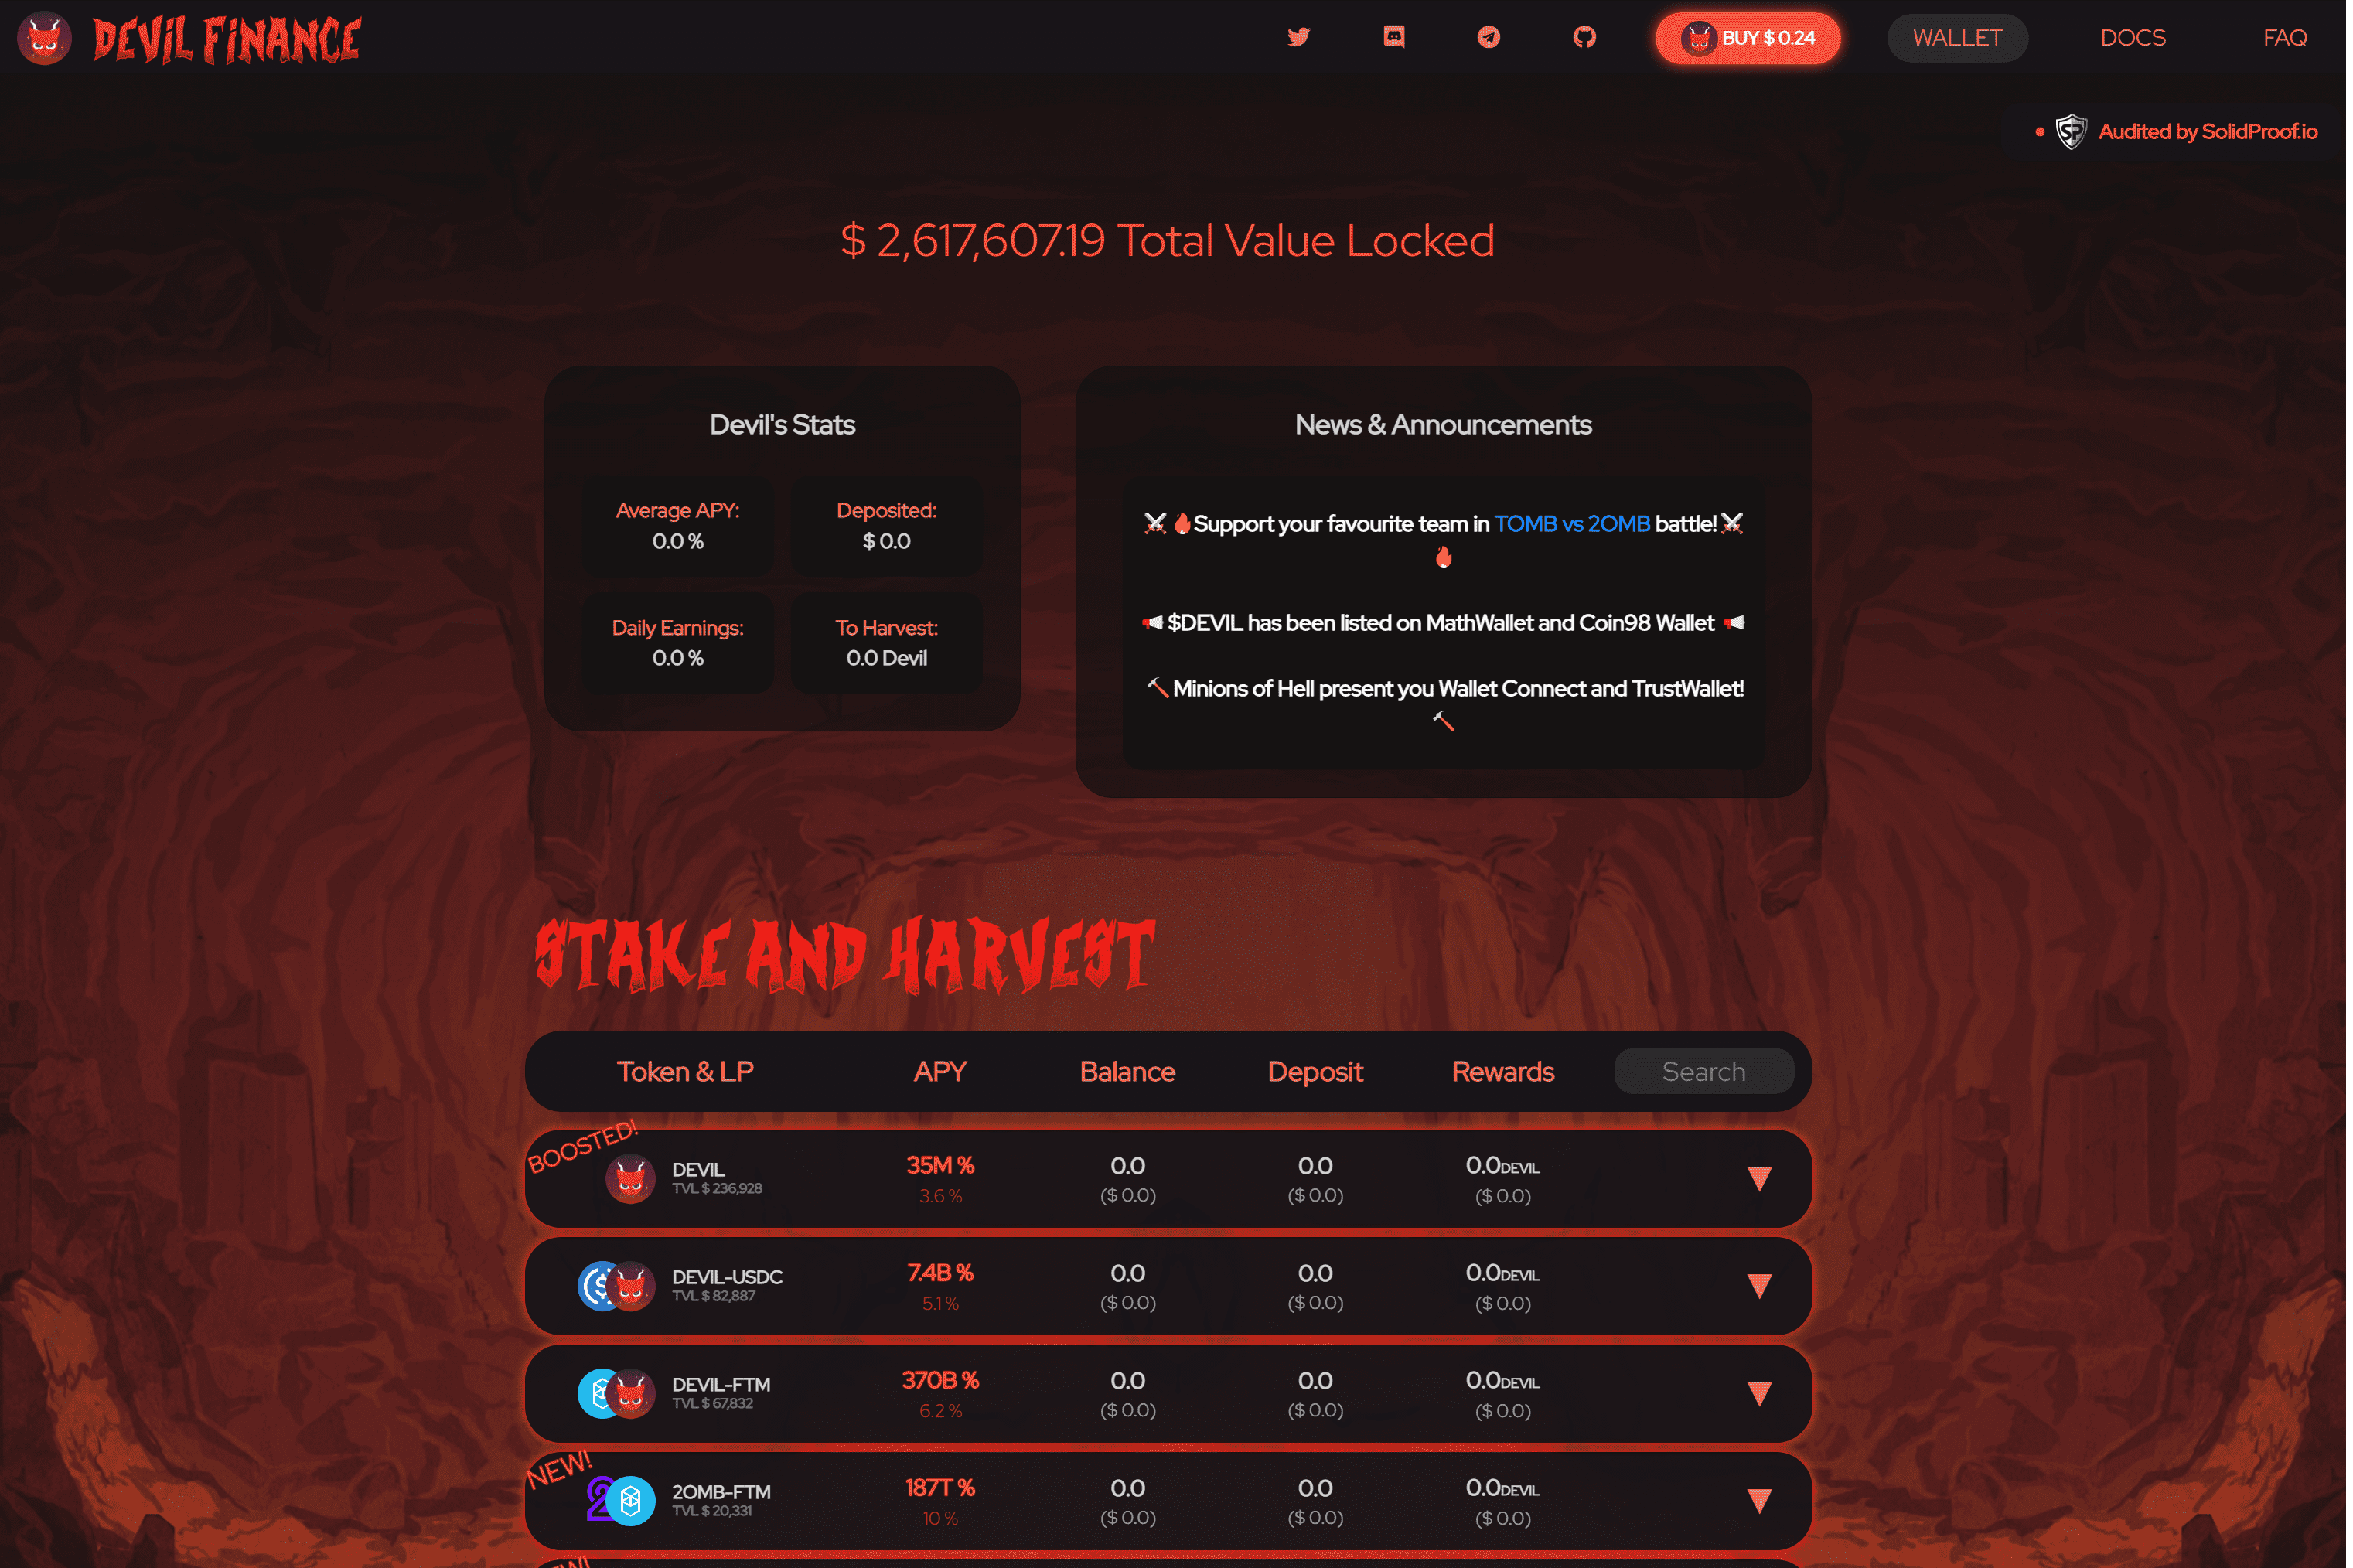 DEVIL FINANCE
BUY $ 0.24
WALLET
DOCS
FAQ
SP Audited by SolidProof.io
$ 2,617,607.19 Total Value Locked
Devil's Stats
Average APY:
0.0 %
Deposited:
$ 0.0
Daily Earnings:
0.0 %
To Harvest:
0.0 Devil
News & Announcements
⚔️🔥Support your favourite team in TOMB vs 2OMB battle!⚔️
🔥
📢 $DEVIL has been listed on MathWallet and Coin98 Wallet 📢
🔨Minions of Hell present you Wallet Connect and TrustWallet!
🔨
STAKE AND HARVEST
Token & LP APY Balance Deposit Rewards Search
BOOSTED!
DEVIL 35M % 0.0 0.0 0.0DEVIL
TVL $ 236,928 3.6 % ($ 0.0) ($ 0.0) ($ 0.0)
DEVIL-USDC 7.4B % 0.0 0.0 0.0DEVIL
TVL $ 82,887 5.1 % ($ 0.0) ($ 0.0) ($ 0.0)
DEVIL-FTM 370B % 0.0 0.0 0.0DEVIL
TVL $ 67,832 6.2 % ($ 0.0) ($ 0.0) ($ 0.0)
NEW!
2OMB-FTM 187T % 0.0 0.0 0.0DEVIL
TVL $ 20,331 10 % ($ 0.0) ($ 0.0) ($ 0.0)